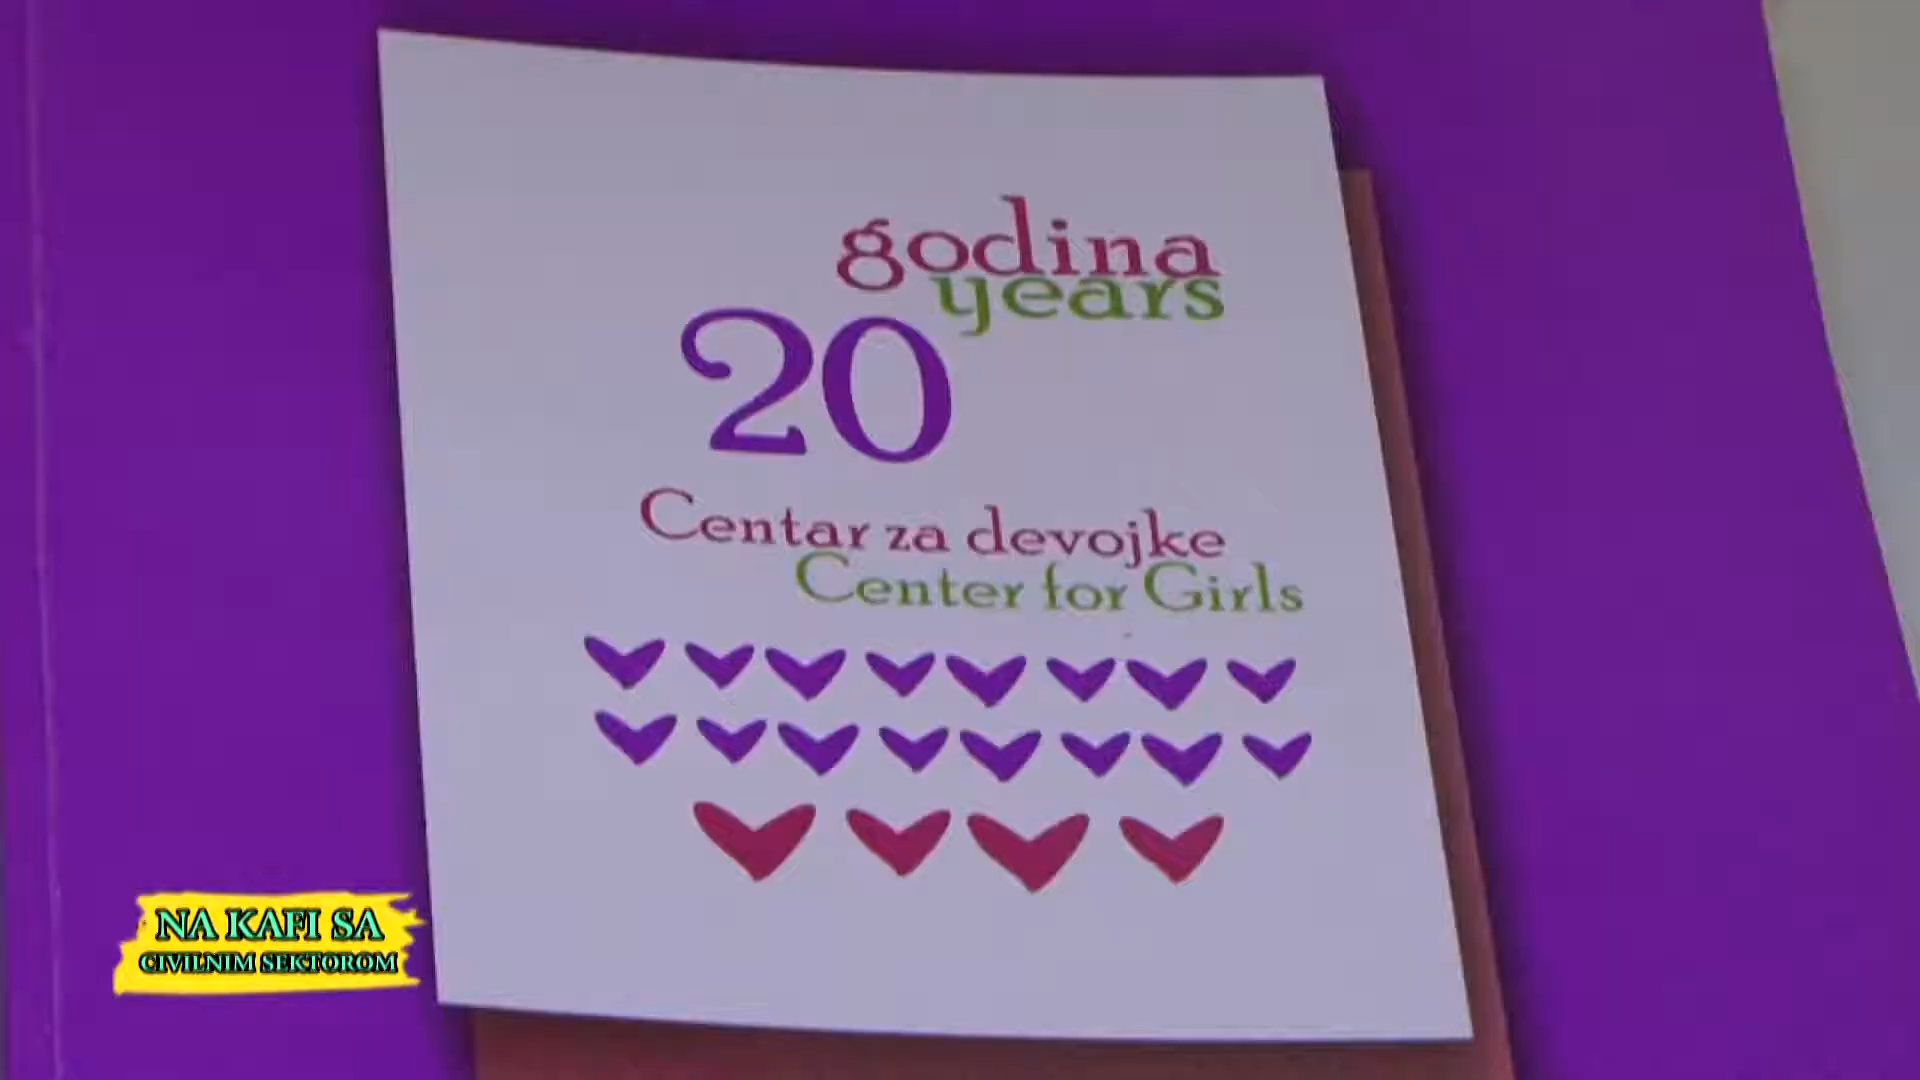 godina
years
20
Centar za devojke
Center for Girls
NA KAFI SA
CIVILNIM SEKTOROM